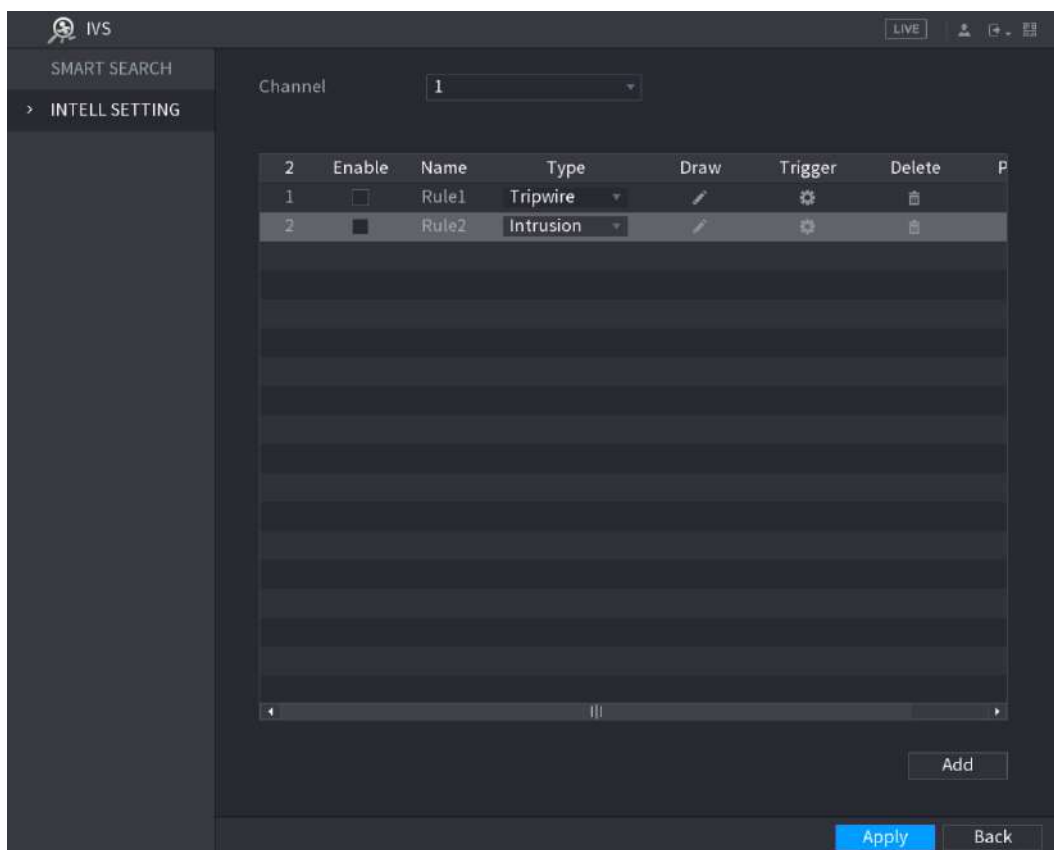 IVS LIVE
SMART SEARCH
INTELL SETTING
Channel 1
2 Enable Name Type Draw Trigger Delete P
1 Rule1 Tripwire
2 Rule2 Intrusion
Add
Apply Back